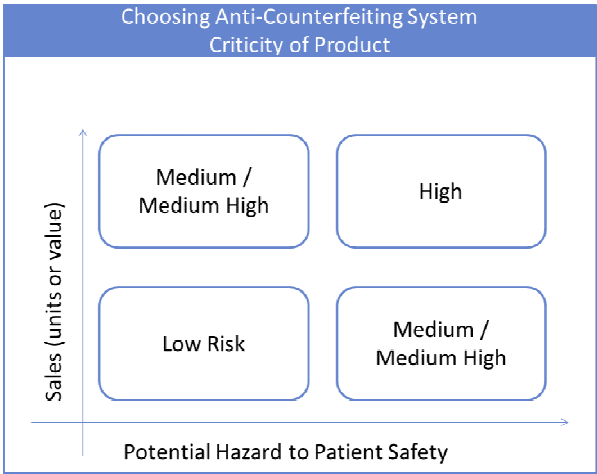 Choosing Anti-Counterfeiting System
Criticity of Product
Medium /
Medium High
High
Sales (units or value)
Low Risk
Medium /
Medium High
Potential Hazard to Patient Safety